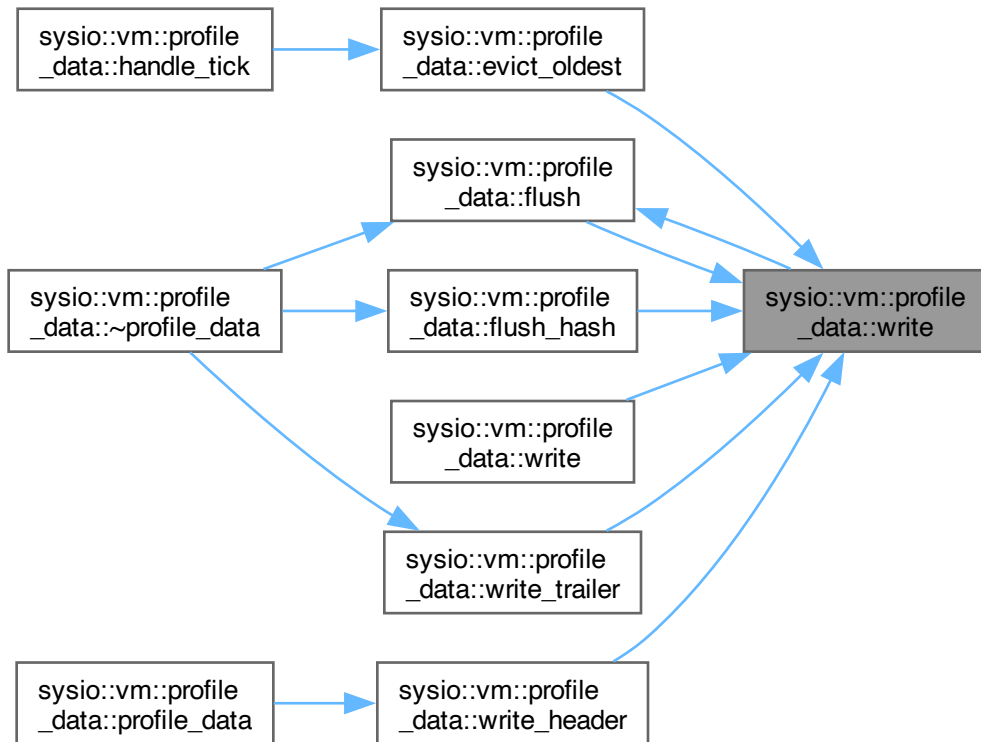 sysio::vm::profile
_data::handle_tick
sysio::vm::profile
_data::evict_oldest
sysio::vm::profile
_data::flush
sysio::vm::profile
_data::~profile_data
sysio::vm::profile
_data::flush_hash
sysio::vm::profile
_data::write
sysio::vm::profile
_data::write
sysio::vm::profile
_data::write_trailer
sysio::vm::profile
_data::profile_data
sysio::vm::profile
_data::write_header